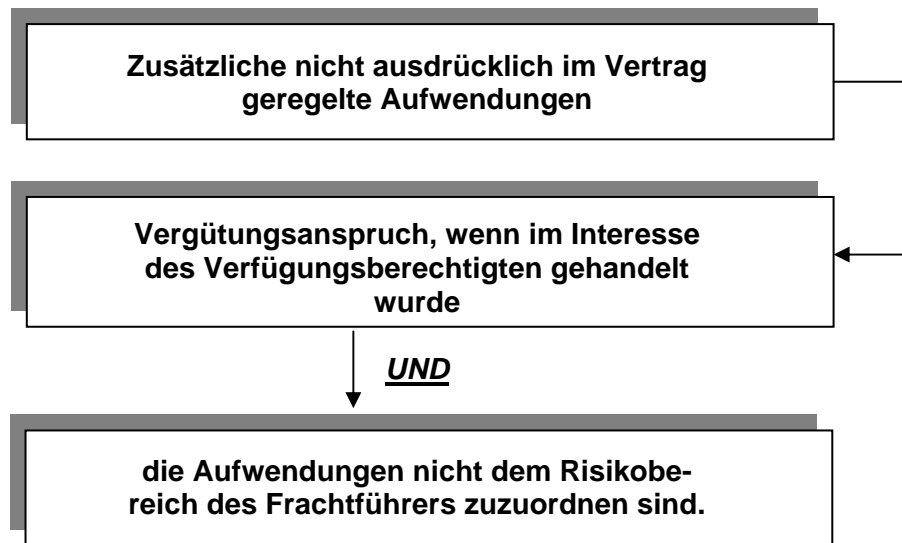 Zusätzliche nicht ausdrücklich im Vertrag
geregelte Aufwendungen
Vergütungsanspruch, wenn im Interesse
des Verfügungsberechtigten gehandelt
wurde
UND
die Aufwendungen nicht dem Risikobe-
reich des Frachtführers zuzuordnen sind.